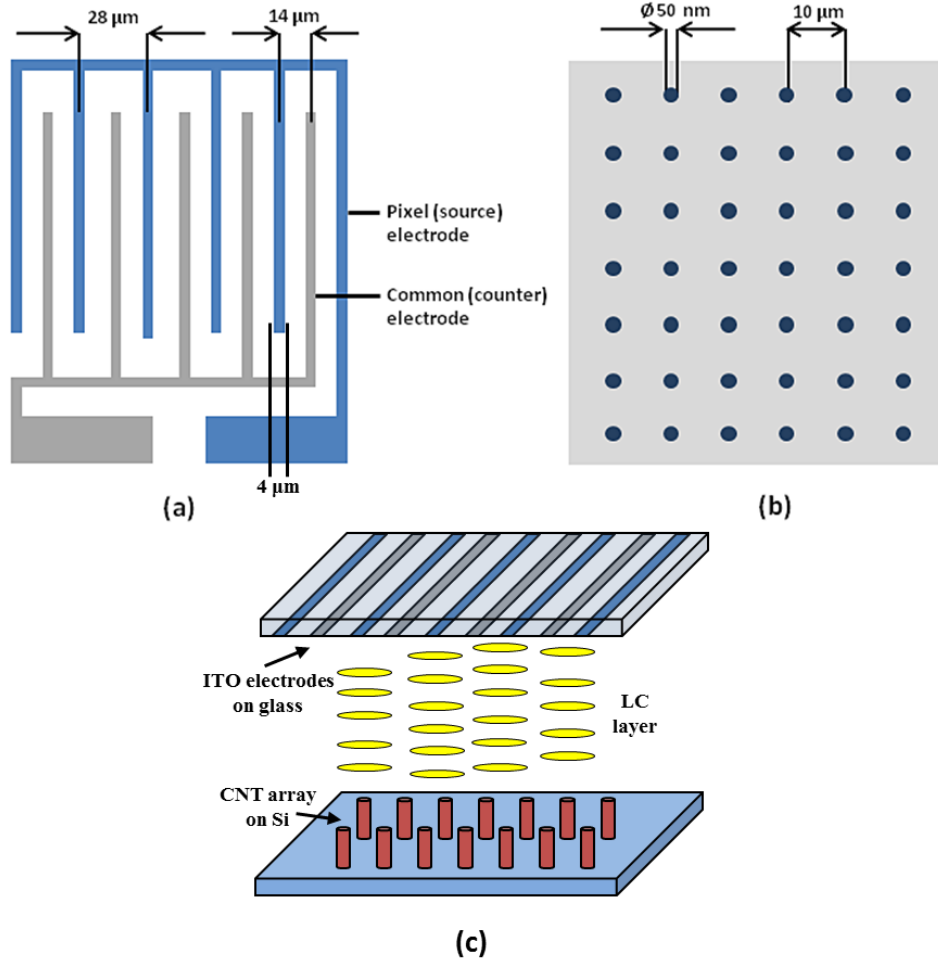 28 µm
14 µm
Pixel (source)
electrode
Common (counter)
electrode
4 µm
(a)
Ø 50 nm
10 µm
(b)
ITO electrodes
on glass
LC
layer
CNT array
on Si
(c)